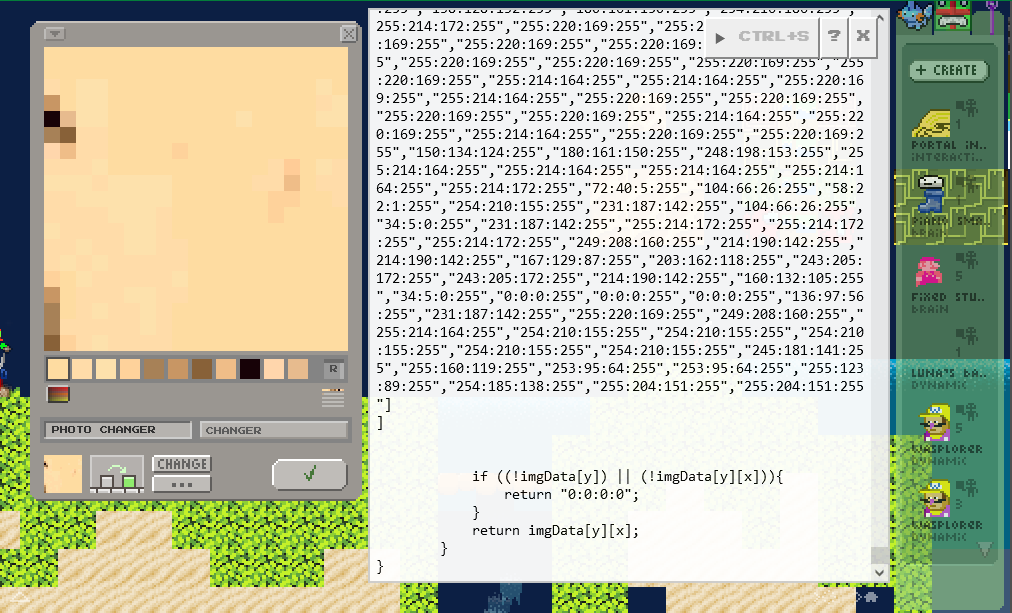 255:214:172:255","255:220:169:255","255:2
:169:255","255:220:169:255","255:220:169:
5","255:220:169:255","255:220:169:255","255
:220:169:255","255:214:164:255","255:214:164:255","255:220:16
9:255","255:214:164:255","255:220:169:255","255:220:169:255",
"255:220:169:255","255:220:169:255","255:214:164:255","255:22
0:169:255","255:214:164:255","255:220:169:255","255:220:169:2
55","150:134:124:255","180:161:150:255","248:198:153:255","25
5:214:164:255","255:214:164:255","255:214:164:255","255:214:1
64:255","255:214:172:255","72:40:5:255","104:66:26:255","58:2
2:1:255","254:210:155:255","231:187:142:255","104:66:26:255",
"34:5:0:255","231:187:142:255","255:214:172:255","255:214:172
:255","255:214:172:255","249:208:160:255","214:190:142:255","
214:190:142:255","167:129:87:255","203:162:118:255","243:205:
172:255","243:205:172:255","214:190:142:255","160:132:105:255
","34:5:0:255","0:0:0:255","0:0:0:255","0:0:0:255","136:97:56
:255","231:187:142:255","255:220:169:255","249:208:160:255","
255:214:164:255","254:210:155:255","254:210:155:255","254:210
:155:255","254:210:155:255","254:210:155:255","245:181:141:25
5","255:160:119:255","253:95:64:255","253:95:64:255","255:123
:89:255","254:185:138:255","255:204:151:255","255:204:151:255
"]
]
if ((!imgData[y]) || (!imgData[y][x])){
return "0:0:0:0";
}
return imgData[y][x];
}
}
CTRL+S
?
X
R
PHOTO CHANGER
CHANGER
CHANGE
...
+ CREATE
1
PORTAL IN..
INTERACTI..
1
PIANO SMA..
BRAIN
5
FIXED STU..
BRAIN
1
LUNA'S BA..
DYNAMIC
5
WASPLORER
DYNAMIC
3
WASPLORER
DYNAMIC